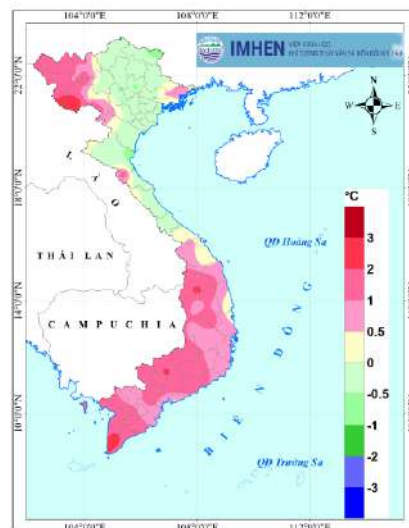 104°0'0"E 108°0'0"E 112°0'0"E
IMHEN
N
W E
S
22°0'0"N
18°0'0"N
14°0'0"N
10°0'0"N
LÀO
THÁI LAN
CAMPUCHIA
QĐ Hoàng Sa
BIỂN ĐÔNG
QĐ Trường Sa
°C
3
2
1
0.5
0
-0.5
-1
-2
-3
104°0'0"E 108°0'0"E 112°0'0"E